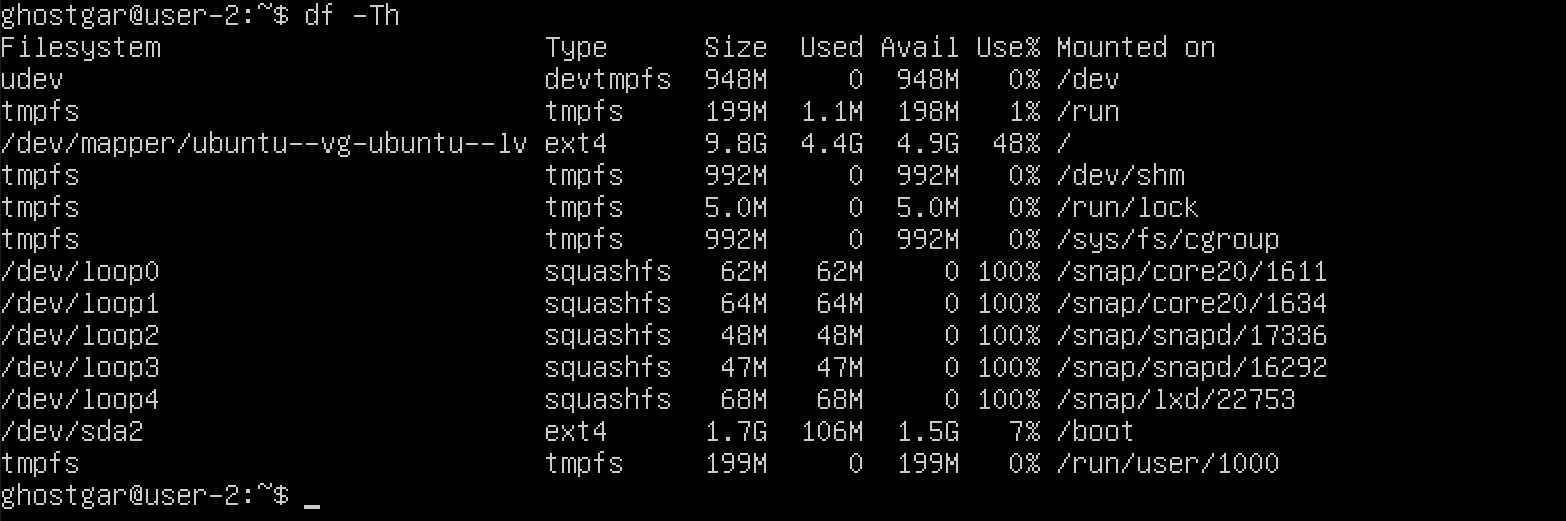 ghostgar@user-2:~$ df -Th
Filesystem                        Type      Size  Used Avail Use% Mounted on
udev                              devtmpfs  948M     0  948M   0% /dev
tmpfs                             tmpfs     199M  1.1M  198M   1% /run
/dev/mapper/ubuntu--vg-ubuntu--lv ext4      9.8G  4.4G  4.9G  48% /
tmpfs                             tmpfs     992M     0  992M   0% /dev/shm
tmpfs                             tmpfs     5.0M     0  5.0M   0% /run/lock
tmpfs                             tmpfs     992M     0  992M   0% /sys/fs/cgroup
/dev/loop0                        squashfs   62M   62M     0 100% /snap/core20/1611
/dev/loop1                        squashfs   64M   64M     0 100% /snap/core20/1634
/dev/loop2                        squashfs   48M   48M     0 100% /snap/snapd/17336
/dev/loop3                        squashfs   47M   47M     0 100% /snap/snapd/16292
/dev/loop4                        squashfs   68M   68M     0 100% /snap/lxd/22753
/dev/sda2                         ext4      1.7G  106M  1.5G   7% /boot
tmpfs                             tmpfs     199M     0  199M   0% /run/user/1000
ghostgar@user-2:~$ _